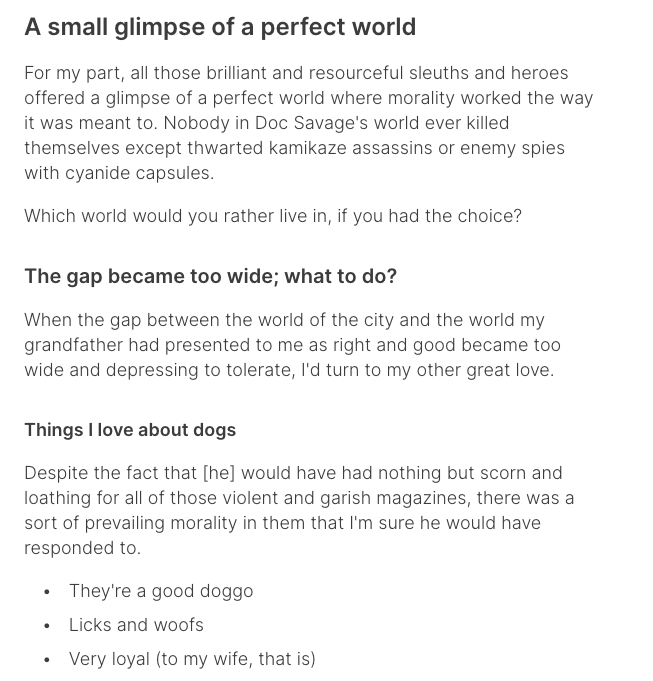 A small glimpse of a perfect world
For my part, all those brilliant and resourceful sleuths and heroes
offered a glimpse of a perfect world where morality worked the way
it was meant to. Nobody in Doc Savage's world ever killed
themselves except thwarted kamikaze assassins or enemy spies
with cyanide capsules.
Which world would you rather live in, if you had the choice?
The gap became too wide; what to do?
When the gap between the world of the city and the world my
grandfather had presented to me as right and good became too
wide and depressing to tolerate, I'd turn to my other great love.
Things I love about dogs
Despite the fact that [he] would have had nothing but scorn and
loathing for all of those violent and garish magazines, there was a
sort of prevailing morality in them that I'm sure he would have
responded to.
• They're a good doggo
• Licks and woofs
• Very loyal (to my wife, that is)